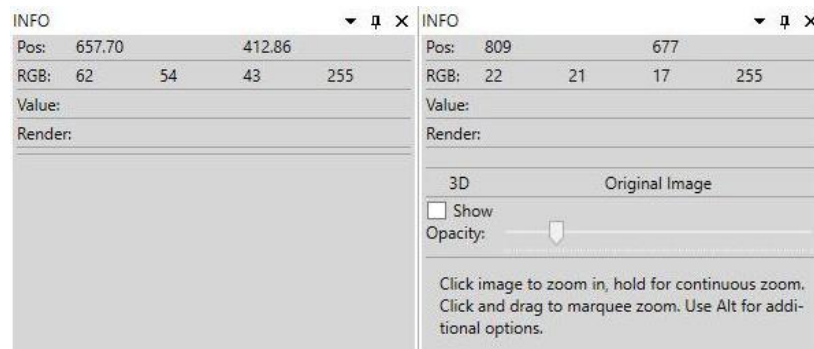 INFO
Pos: 657.70 412.86
RGB: 62 54 43 255
Value:
Render:
INFO
Pos: 809 677
RGB: 22 21 17 255
Value:
Render:
3D Original Image
Show
Opacity:
Click image to zoom in, hold for continuous zoom.
Click and drag to marquee zoom. Use Alt for addi-
tional options.